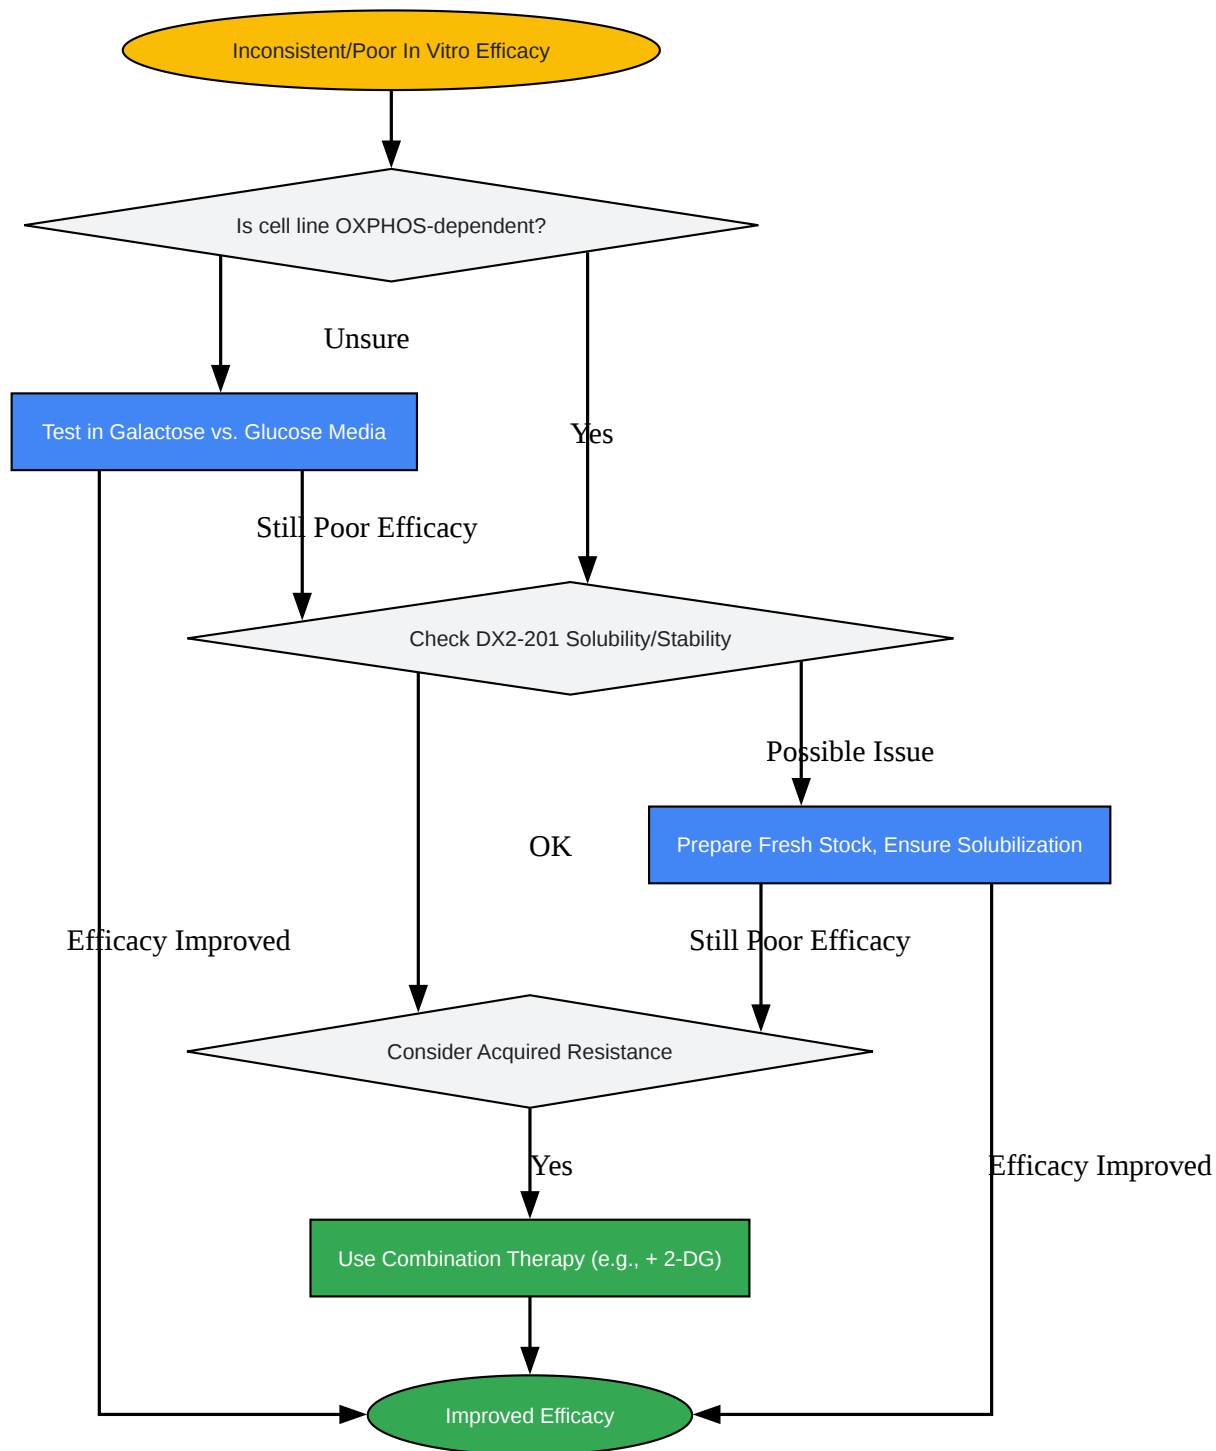 Inconsistent/Poor In Vitro Efficacy
Is cell line OXPHOS-dependent?
Unsure
Test in Galactose vs. Glucose Media
Yes
Still Poor Efficacy
Check DX2-201 Solubility/Stability
Possible Issue
OK
Prepare Fresh Stock, Ensure Solubilization
Efficacy Improved
Still Poor Efficacy
Consider Acquired Resistance
Yes
Efficacy Improved
Use Combination Therapy (e.g., + 2-DG)
Improved Efficacy